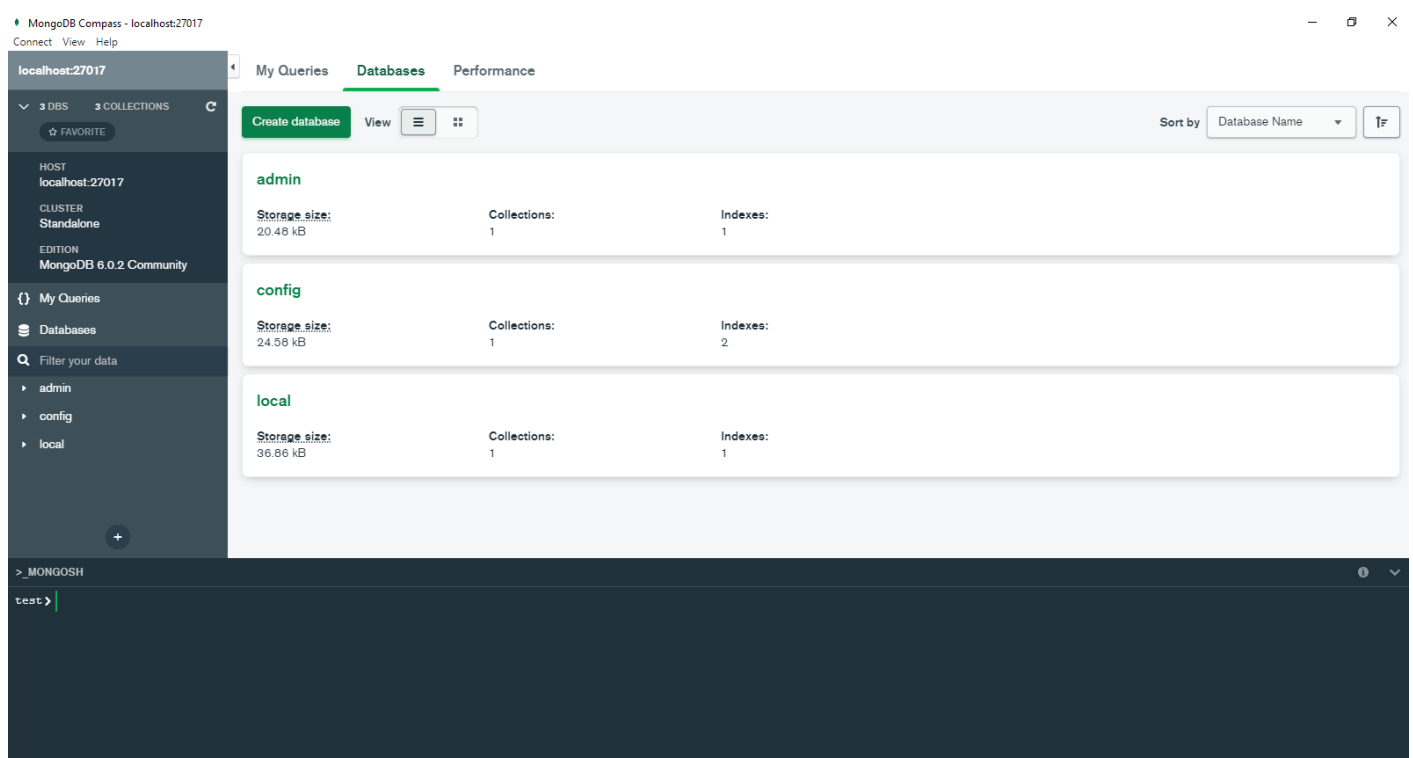 MongoDB Compass - localhost:27017
Connect View Help
localhost:27017
3 DBS 3 COLLECTIONS
FAVORITE
HOST
localhost:27017
CLUSTER
Standalone
EDITION
MongoDB 6.0.2 Community
{} My Queries
Databases
Filter your data
admin
config
local
+
My Queries Databases Performance
Create database View Sort by Database Name
admin
Storage size: Collections: Indexes:
20.48 kB 1 1
config
Storage size: Collections: Indexes:
24.58 kB 1 2
local
Storage size: Collections: Indexes:
36.86 kB 1 1
>_MONGOSH
test>